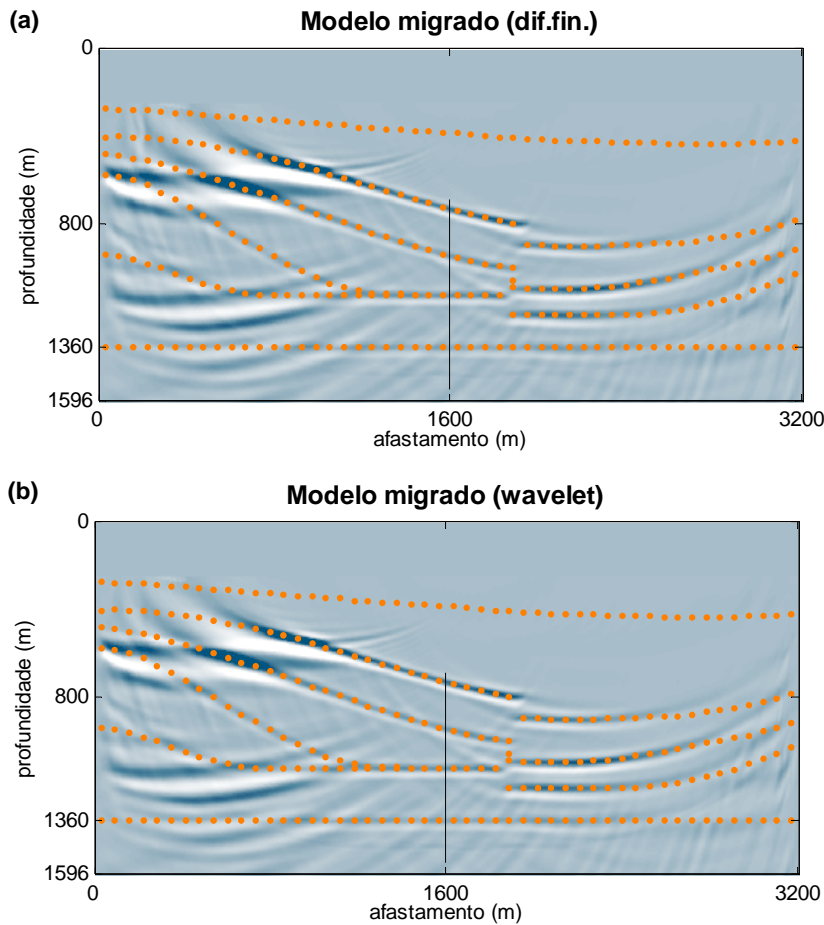 (a)
Modelo migrado (dif.fin.)
0
800
1360
1596
profundidade (m)
0
1600
3200
afastamento (m)
(b)
Modelo migrado (wavelet)
0
800
1360
1596
profundidade (m)
0
1600
3200
afastamento (m)